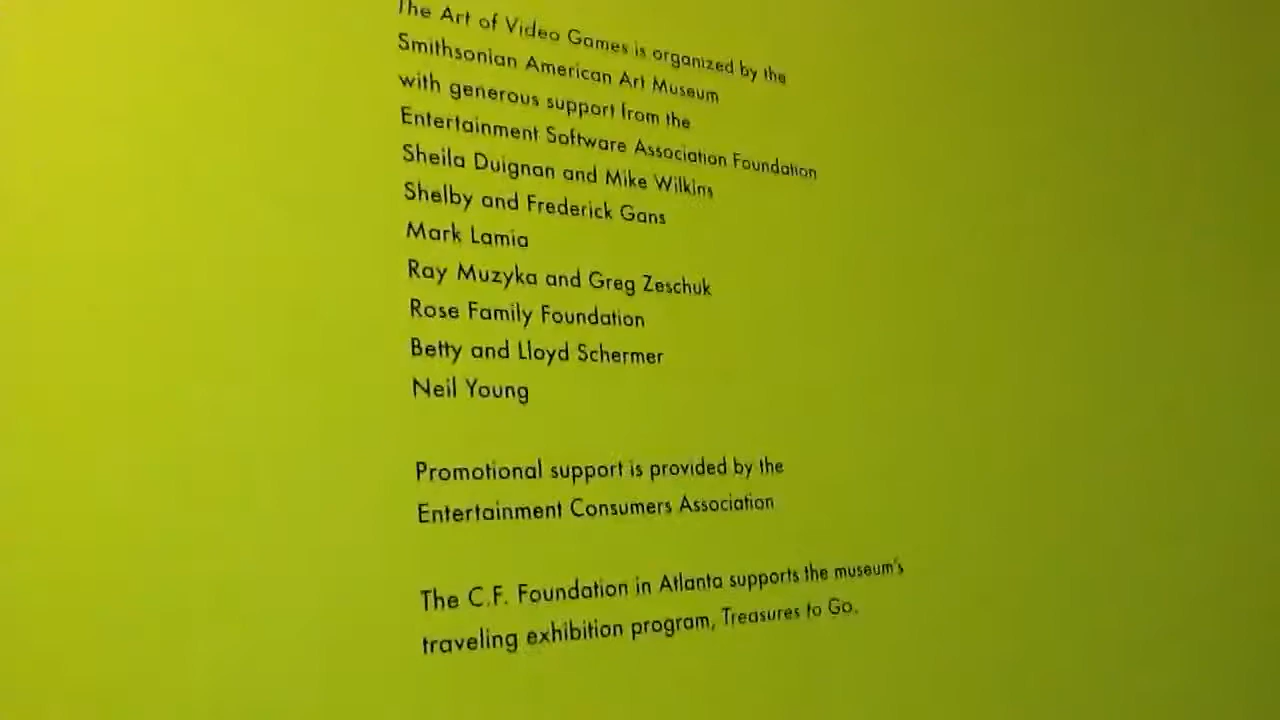 The Art of Video Games is organized by the
Smithsonian American Art Museum
with generous support from the
Entertainment Software Association Foundation
Sheila Duignan and Mike Wilkins
Shelby and Frederick Gans
Mark Lamia
Ray Muzyka and Greg Zeschuk
Rose Family Foundation
Betty and Lloyd Schermer
Neil Young
Promotional support is provided by the
Entertainment Consumers Association
The C.F. Foundation in Atlanta supports the museum's
traveling exhibition program, Treasures to Go.